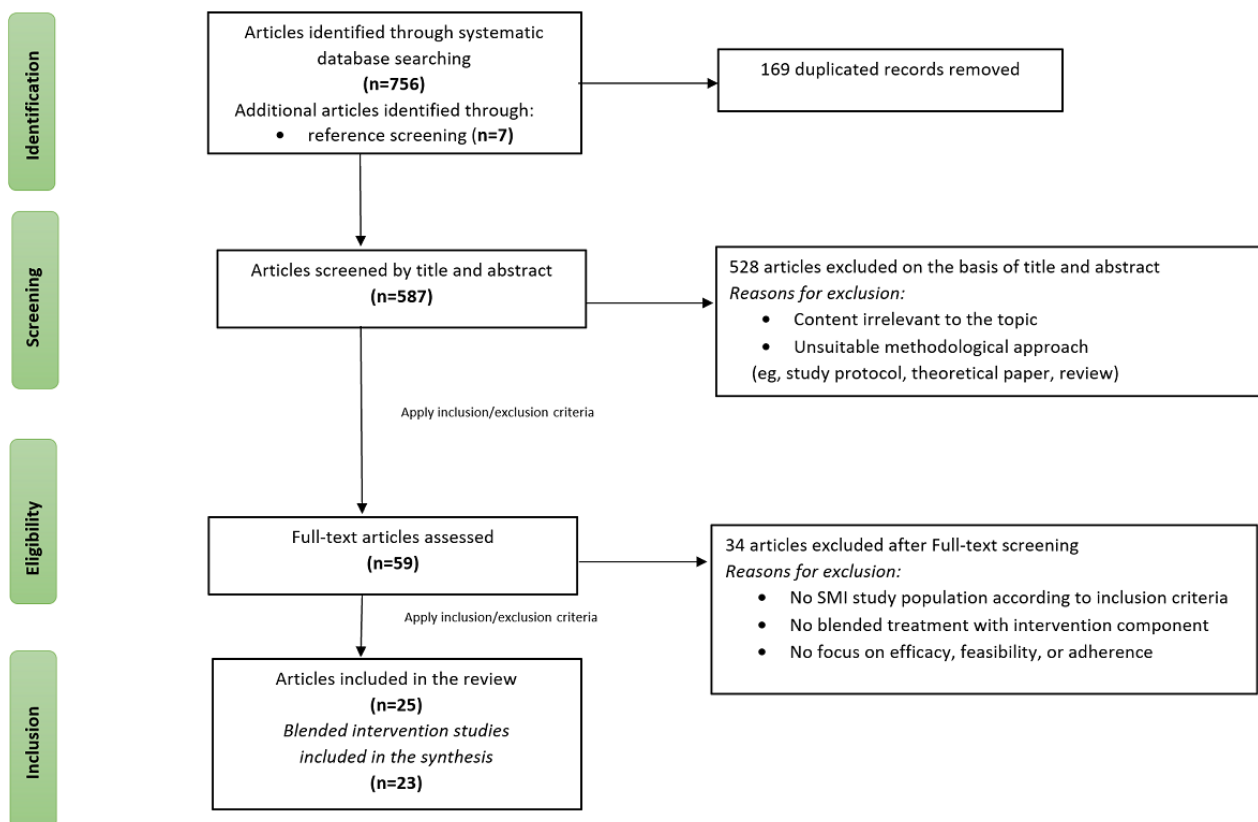 Identification
Articles identified through systematic
database searching
(n=756)
Additional articles identified through:
• reference screening (n=7)
169 duplicated records removed
Screening
Articles screened by title and abstract
(n=587)
528 articles excluded on the basis of title and abstract
Reasons for exclusion:
• Content irrelevant to the topic
• Unsuitable methodological approach
(eg, study protocol, theoretical paper, review)
Apply inclusion/exclusion criteria
Eligibility
Full-text articles assessed
(n=59)
34 articles excluded after Full-text screening
Reasons for exclusion:
• No SMI study population according to inclusion criteria
• No blended treatment with intervention component
• No focus on efficacy, feasibility, or adherence
Apply inclusion/exclusion criteria
Inclusion
Articles included in the review
(n=25)
Blended intervention studies
included in the synthesis
(n=23)